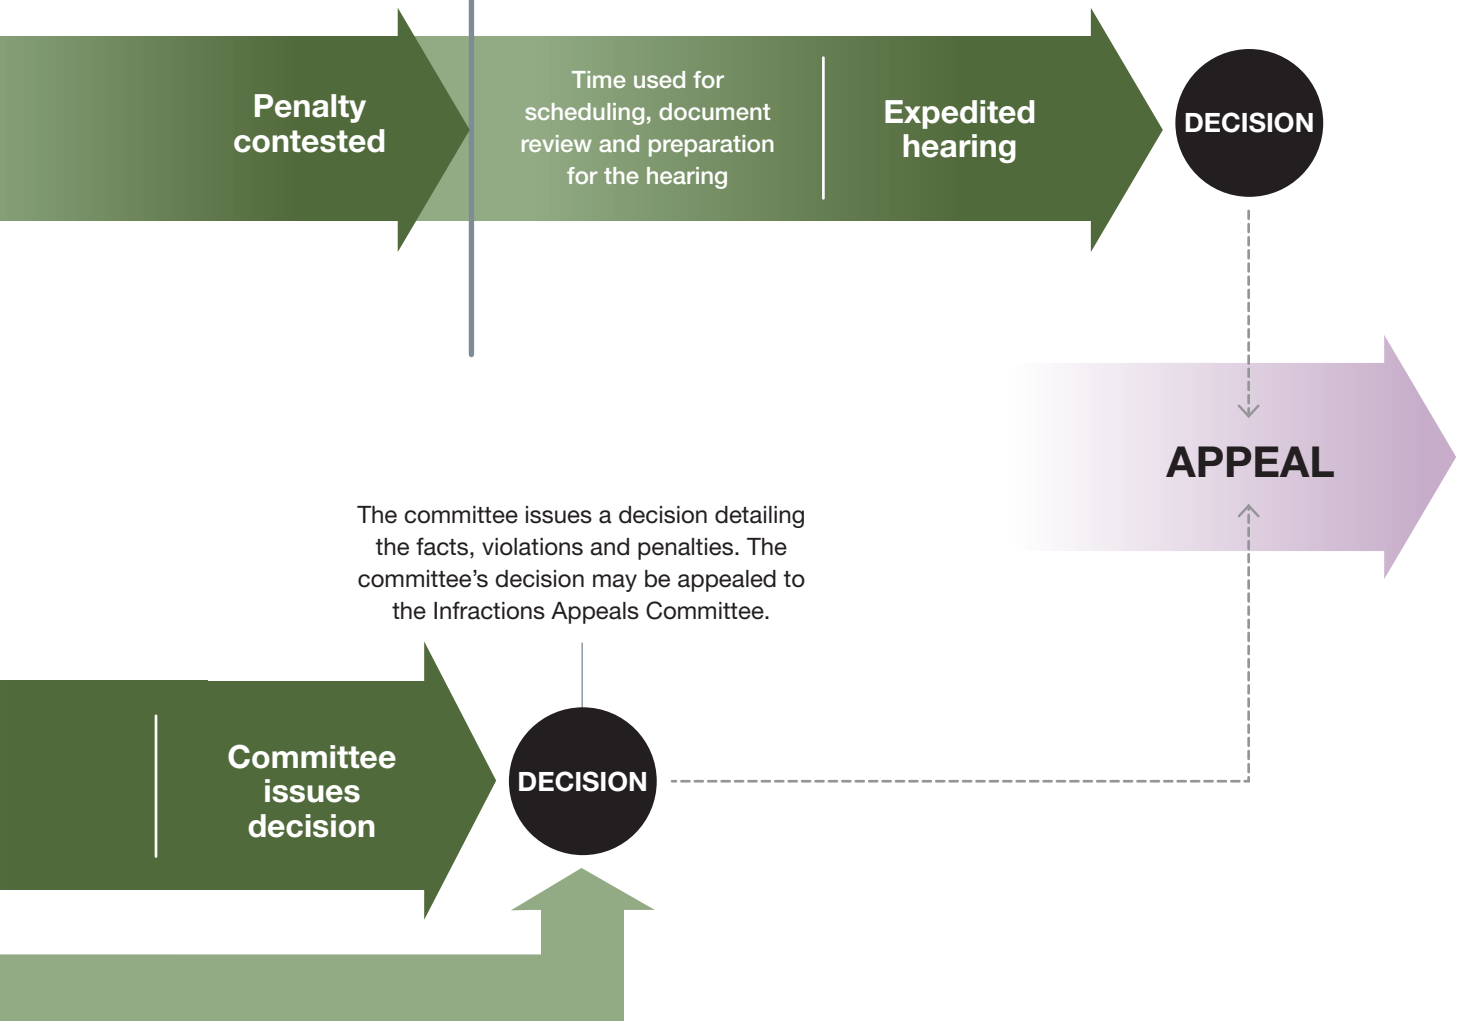 Penalty
contested
Time used for
scheduling, document
review and preparation
for the hearing
Expedited
hearing
DECISION
APPEAL
The committee issues a decision detailing
the facts, violations and penalties. The
committee’s decision may be appealed to
the Infractions Appeals Committee.
Committee
issues
decision
DECISION